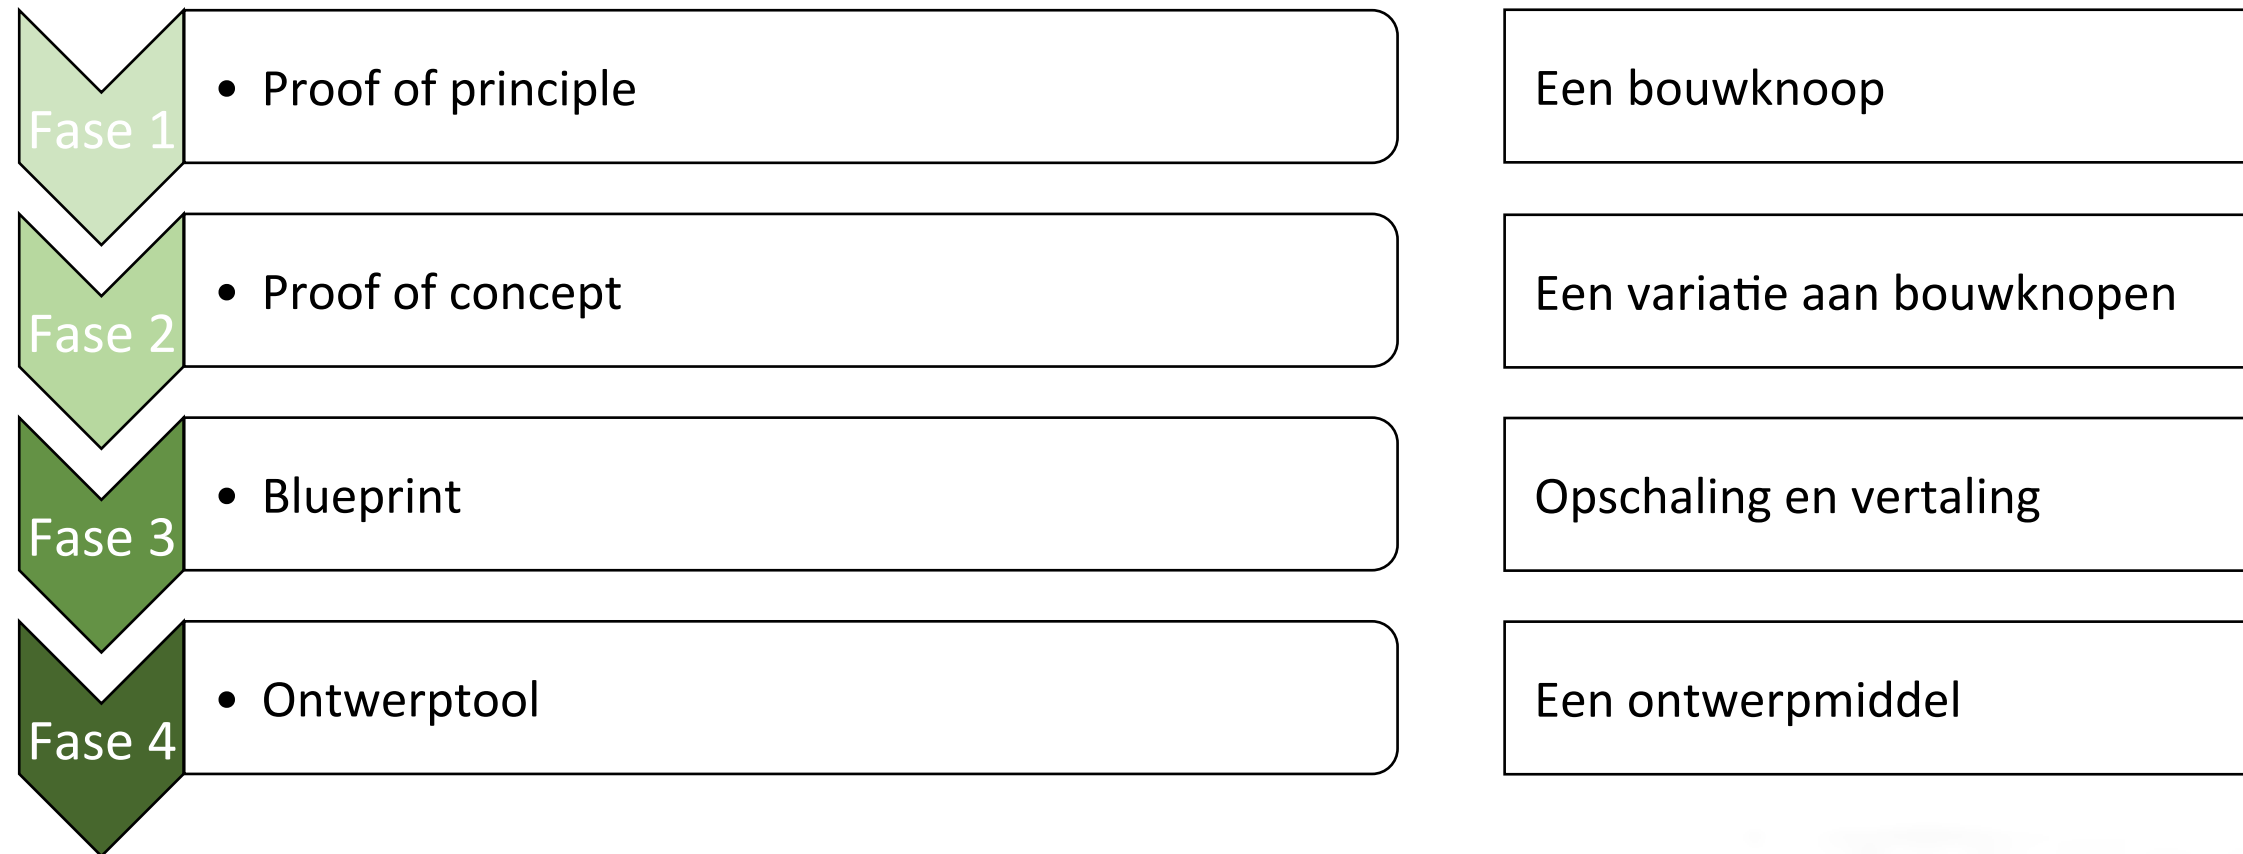 Fase 1
• Proof of principle
Een bouwknoop
Fase 2
• Proof of concept
Een variatie aan bouwknopen
Fase 3
• Blueprint
Opschaling en vertaling
Fase 4
• Ontwerptool
Een ontwerpmiddel